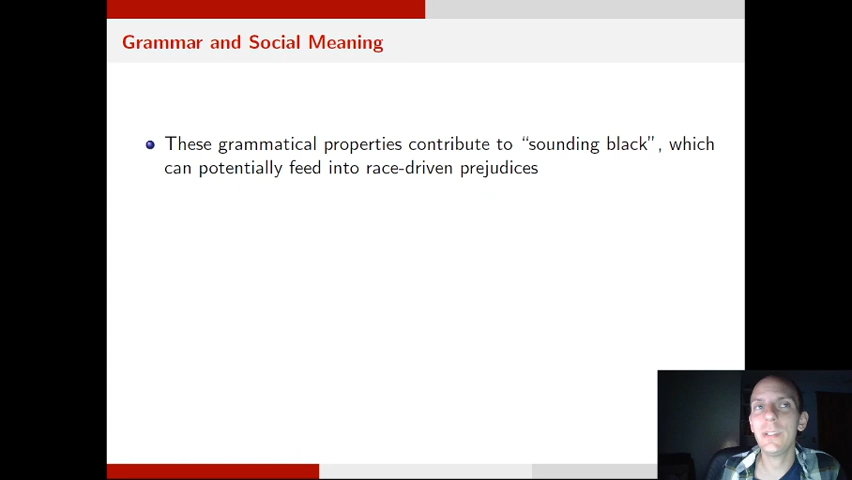 Grammar and Social Meaning
These grammatical properties contribute to “sounding black”, which
can potentially feed into race-driven prejudices